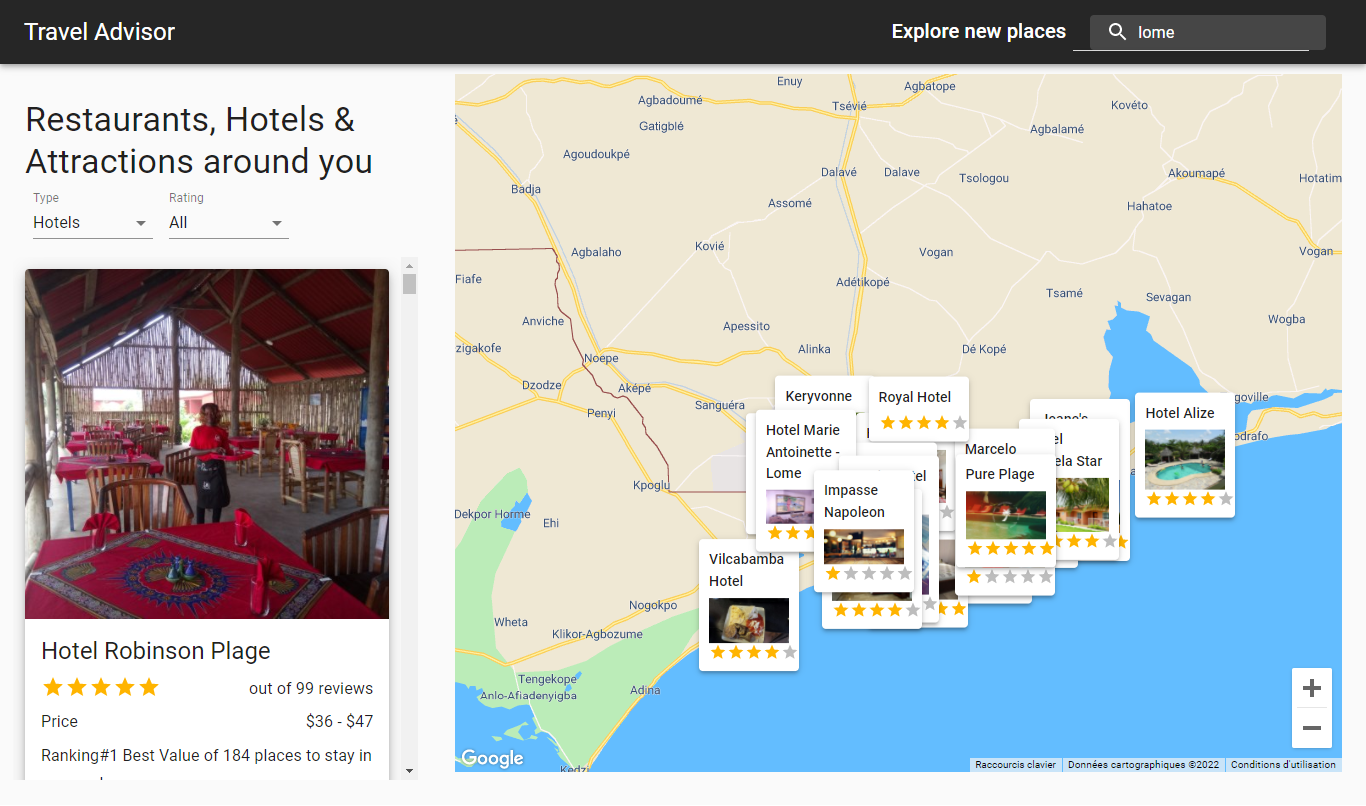 Travel Advisor
Explore new places
lome
Restaurants, Hotels &
Attractions around you
Type
Rating
Hotels
All
Hotel Robinson Plage
out of 99 reviews
Price
$36 - $47
Ranking#1 Best Value of 184 places to stay in
Enuy
Agbatope
Agbadoumé
Tsévié
Kovéto
Gatigblé
Agbalamé
Agoudoukpé
Dalavé
Dalave
Akoumapé
Tsologou
Hotatim
Badja
Assomé
Hahatoe
Kovié
Agbalaho
Vogan
Vogan
Fiafe
Adétikopé
Tsamé
Sevagan
Anviche
Apessito
Wogba
zigakofe
Alinka
Dé Kopé
Noepe
Dzodze
Aképé
Keryvonne
Royal Hotel
goville
Penyi
Sanguéra
Hotel Alize
Hotel Marie
Antoinette -
Lome
odrafo
el
Marcelo
ela Star
Pure Plage
tel
Kpoglu
Impasse
Napoleon
Dekpor Horme
Ehi
Vilcabamba
Hotel
Nogokpo
Wheta
Klikor-Agbozume
Tengekope
Anlo-Afiadenyigba
Adina
Kedzi
Google
Raccourcis clavier
Données cartographiques ©2022
Conditions d'utilisation